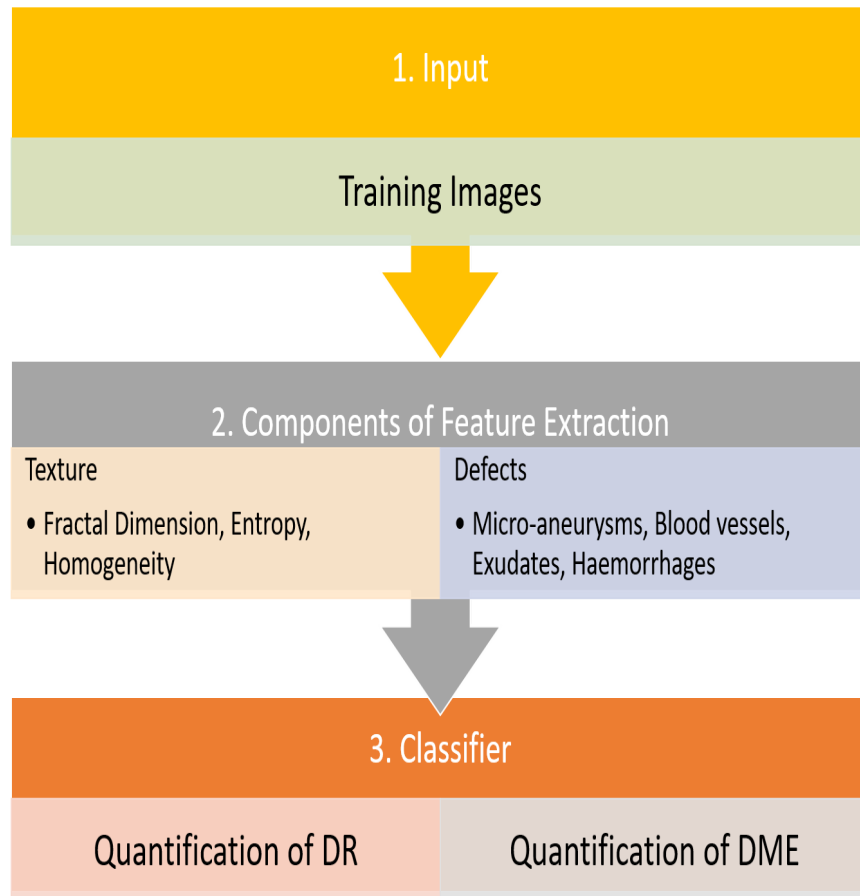 1. Input
Training Images
2. Components of Feature Extraction
Texture
• Fractal Dimension, Entropy,
Homogeneity
Defects
• Micro-aneurysms, Blood vessels,
Exudates, Haemorrhages
3. Classifier
Quantification of DR
Quantification of DME